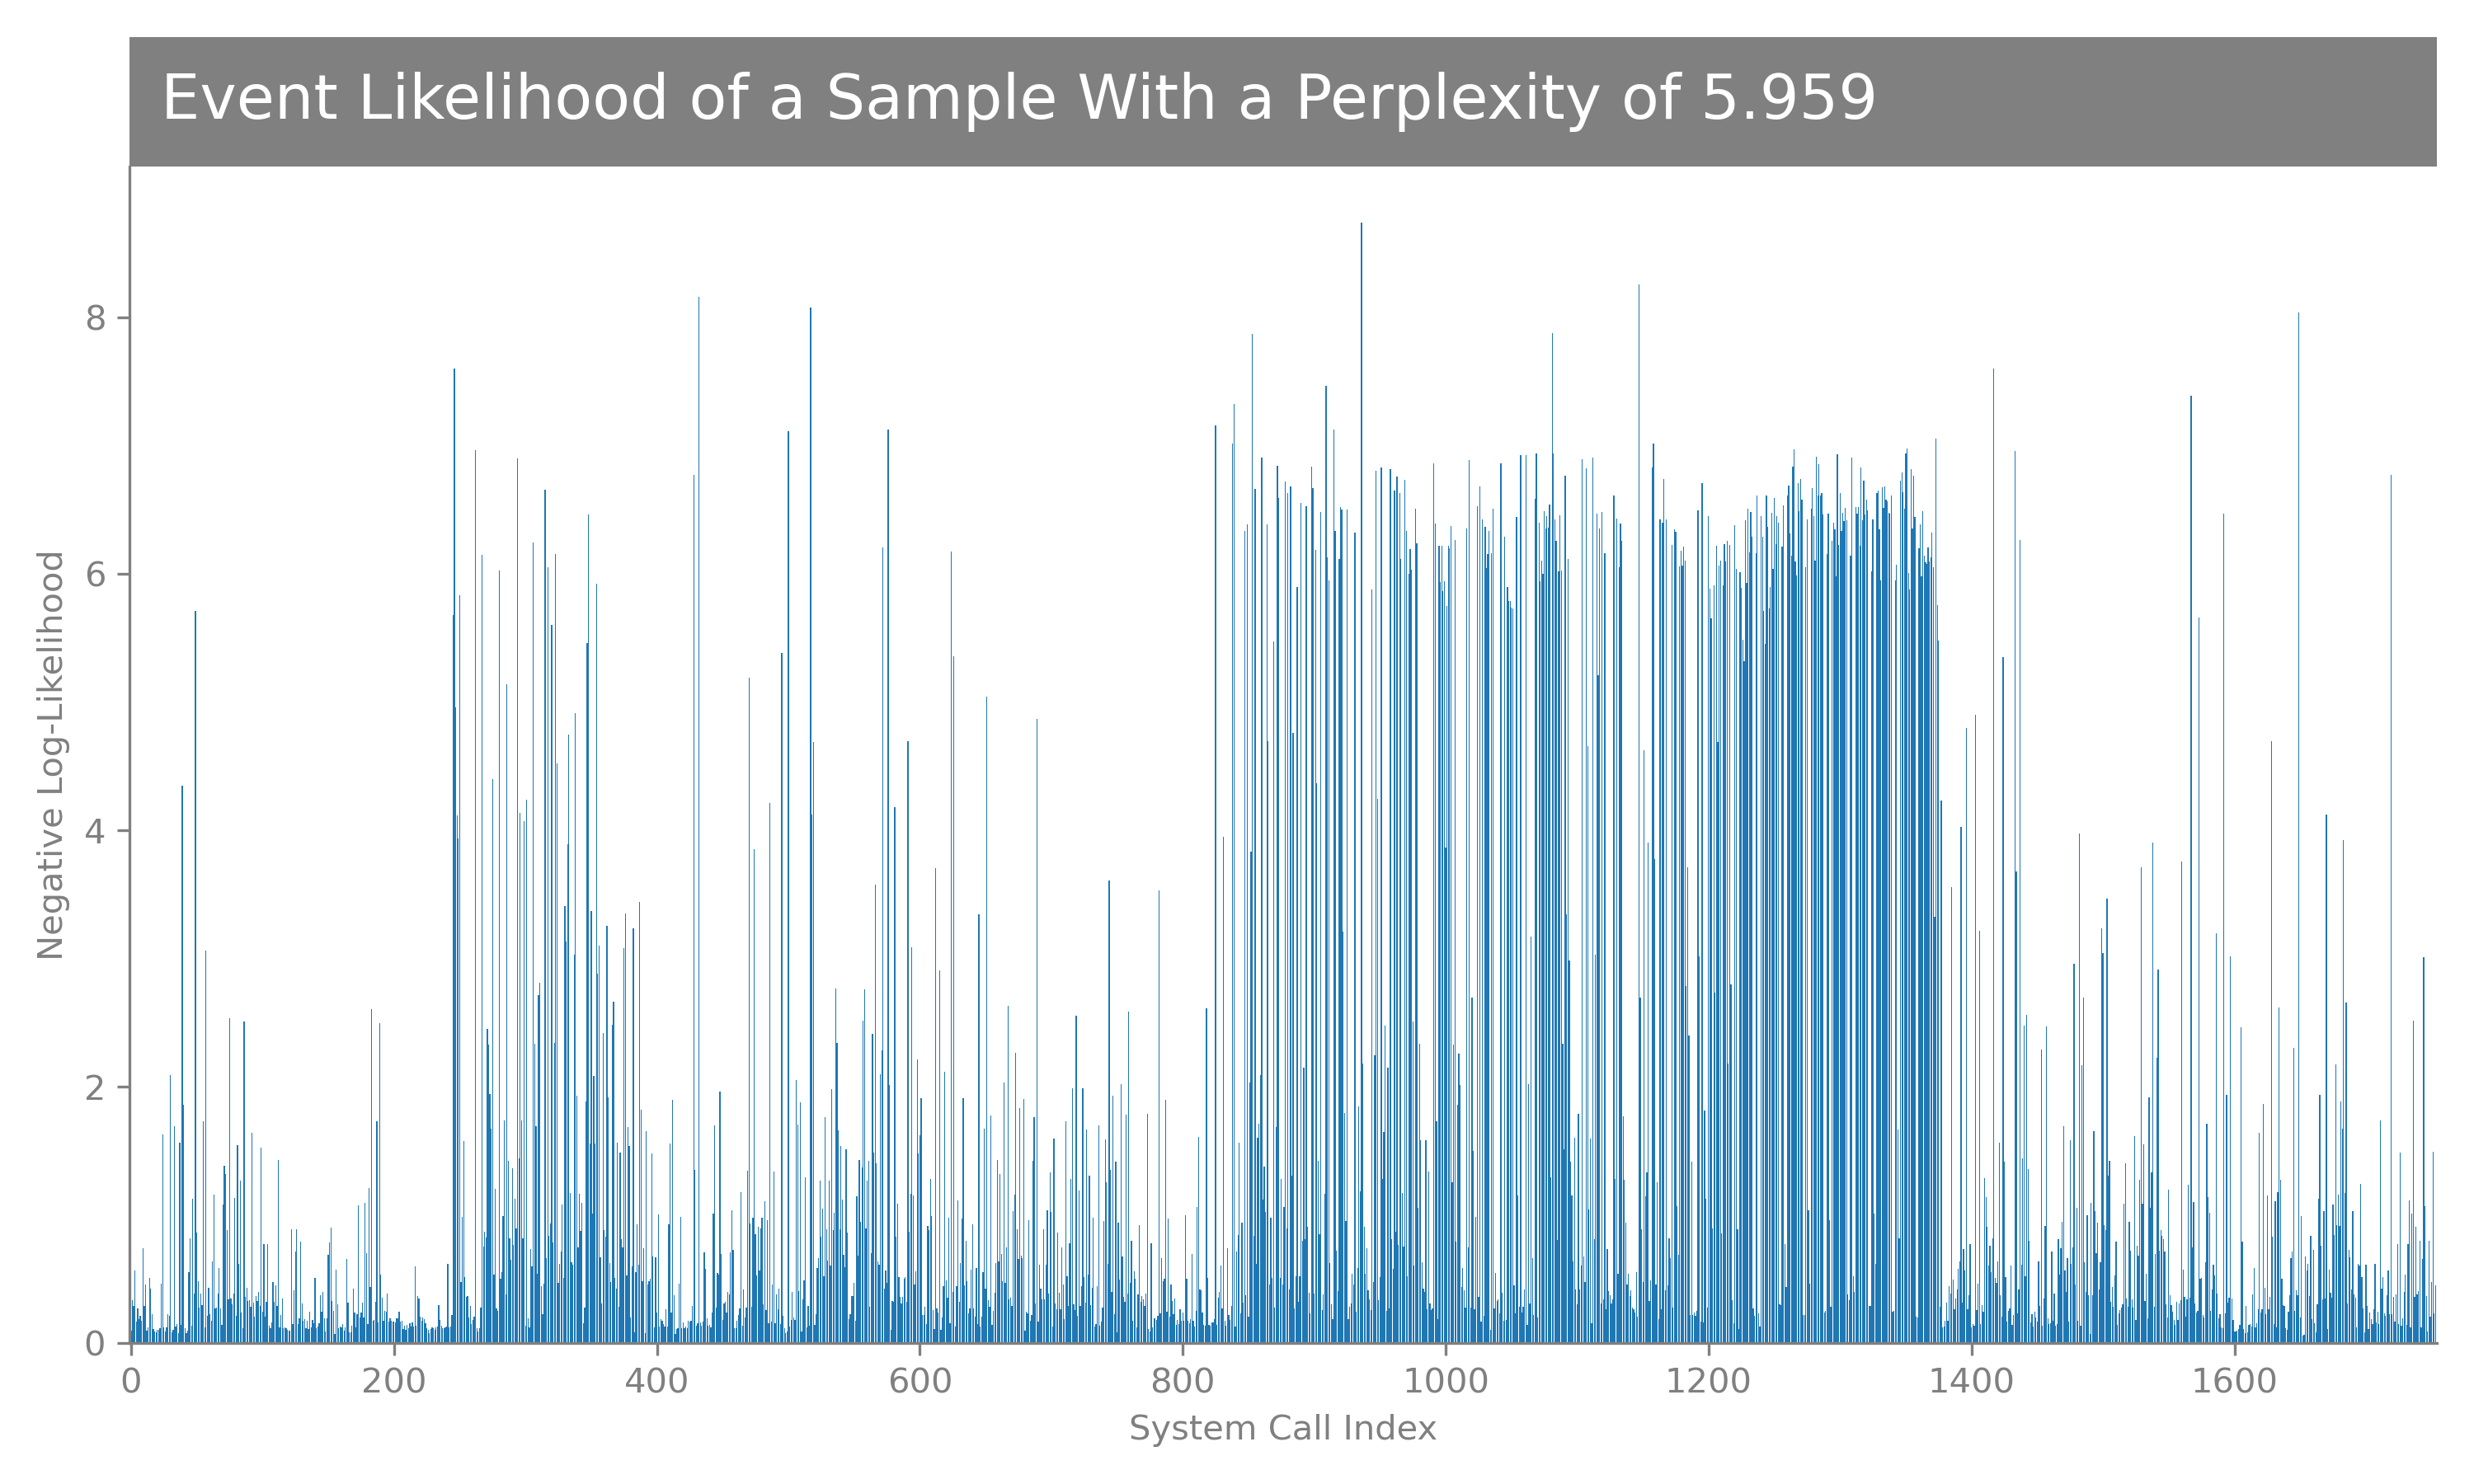 Event Likelihood of a Sample With a Perplexity of 5.959
8
6
4
2
0
Negative Log-Likelihood
0 200 400 600 800 1000 1200 1400 1600
System Call Index